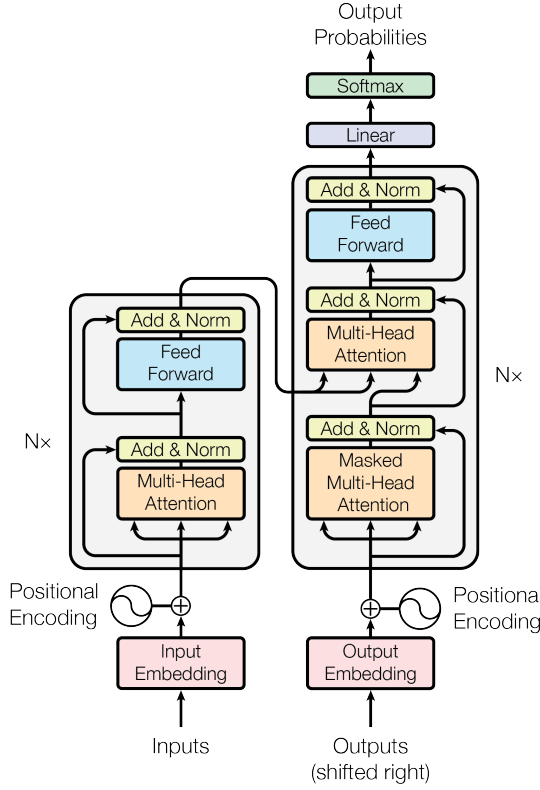 Output
Probabilities
Softmax
Linear
Add & Norm
Feed
Forward
Add & Norm
Multi-Head
Attention
N×
Add & Norm
Masked
Multi-Head
Attention
Add & Norm
Feed
Forward
N×
Add & Norm
Multi-Head
Attention
Positional
Encoding
Positiona
Encoding
Input
Embedding
Output
Embedding
Inputs
Outputs
(shifted right)